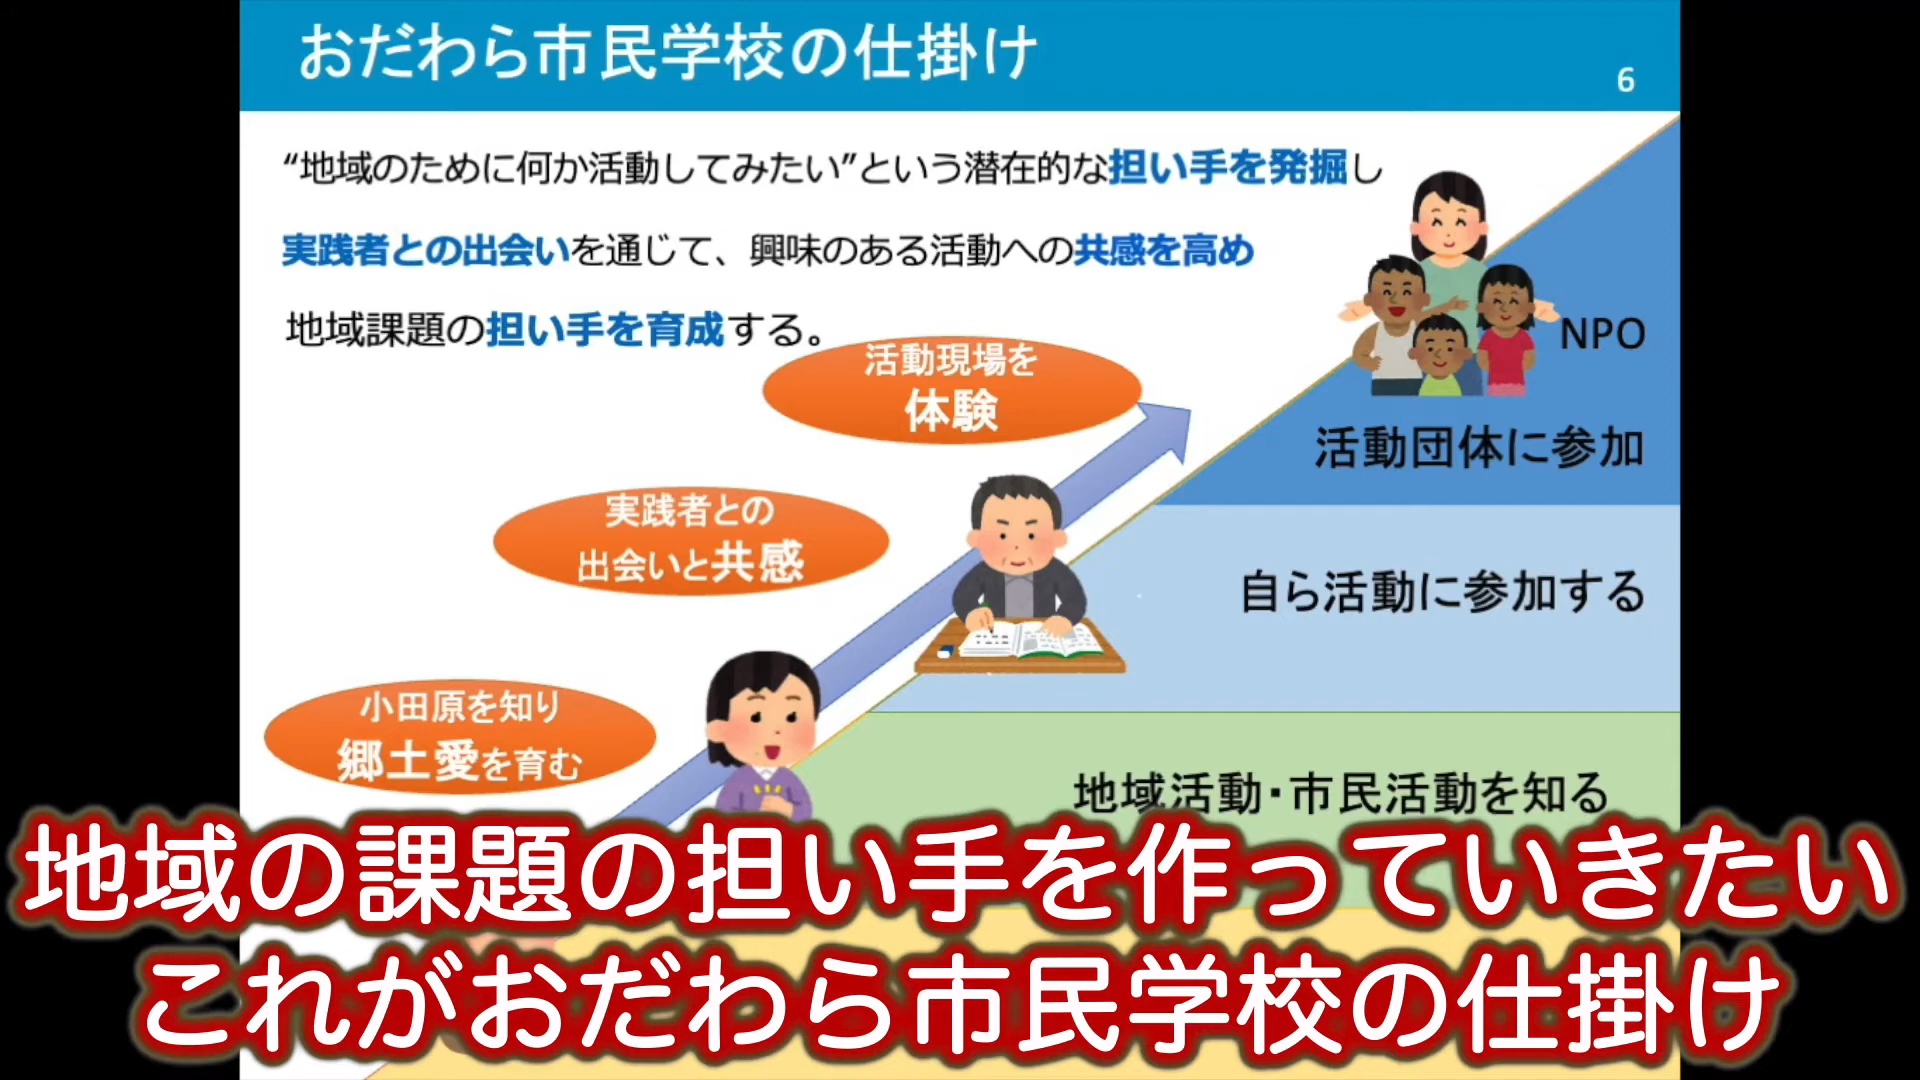 おだわら市民学校の仕掛け
6
“地域のために何か活動してみたい”という潜在的な担い手を発掘し
実践者との出会いを通じて、興味のある活動への共感を高め
地域課題の担い手を育成する。
活動現場を
体験
NPO
活動団体に参加
実践者との
出会いと共感
自ら活動に参加する
小田原を知り
郷土愛を育む
地域活動・市民活動を知る
地域の課題の担い手を作っていきたい
これがおだわら市民学校の仕掛け